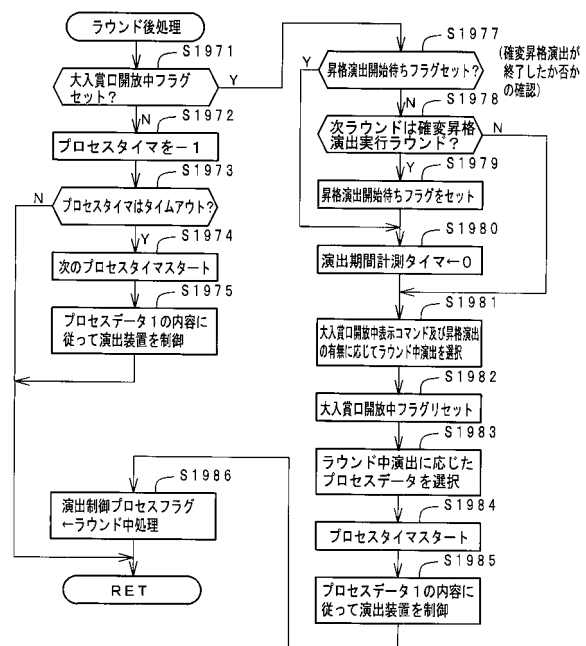 ラウンド後処理
S1971
大入賞口開放中フラグ
セット?
Y
N
S1972
プロセスタイマを-1
S1973
N
プロセスタイマはタイムアウト?
Y
S1974
次のプロセスタイマスタート
S1975
プロセスデータ1の内容に
従って演出装置を制御
S1986
演出制御プロセスフラグ
←ラウンド中処理
RET
S1977
Y
昇格演出開始待ちフラグセット?
(確変昇格演出が
終了したか否か
の確認)
N
S1978
次ラウンドは確変昇格
演出実行ラウンド?
N
Y
S1979
昇格演出開始待ちフラグをセット
S1980
演出期間計測タイマ←0
S1981
大入賞口開放中表示コマンド及び昇格演出
の有無に応じてラウンド中演出を選択
S1982
大入賞口開放中フラグリセット
S1983
ラウンド中演出に応じた
プロセスデータを選択
S1984
プロセスタイマスタート
S1985
プロセスデータ1の内容に
従って演出装置を制御